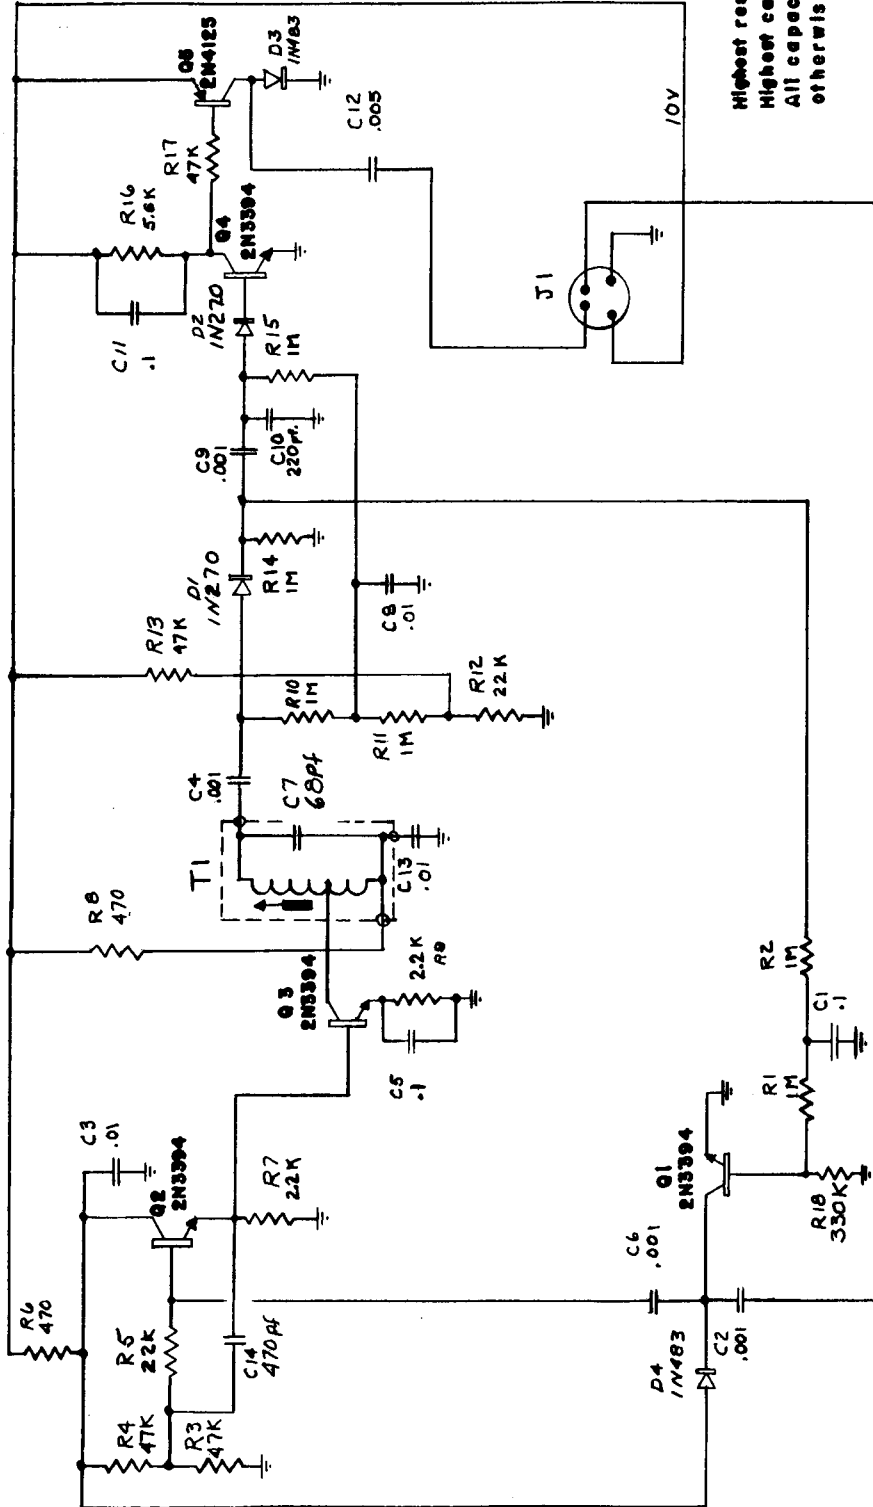 R6
470
R4
47K
R3
47K
R5
22K
C14
470pf
C3
.01
Q2
2N3394
R7
2.2K
R8
470
Q3
2N3394
C5
.1
2.2K
R9
T1
C7
68pf
C13
.01
C4
.001
R13
47K
R10
1M
R11
1M
R12
22K
D1
1N270
R14
1M
C8
.01
C9
.001
C10
220pf.
R15
1M
D2
1N270
C11
.1
R16
5.6K
Q4
2N3394
R17
47K
Q5
2N4125
D3
1N483
C12
.005
J1
10V
D4
1N483
C2
.001
C6
.001
Q1
2N3394
R18
330K
R1
1M
C1
.1
R2
1M
Highest
Highest
All
otherwis